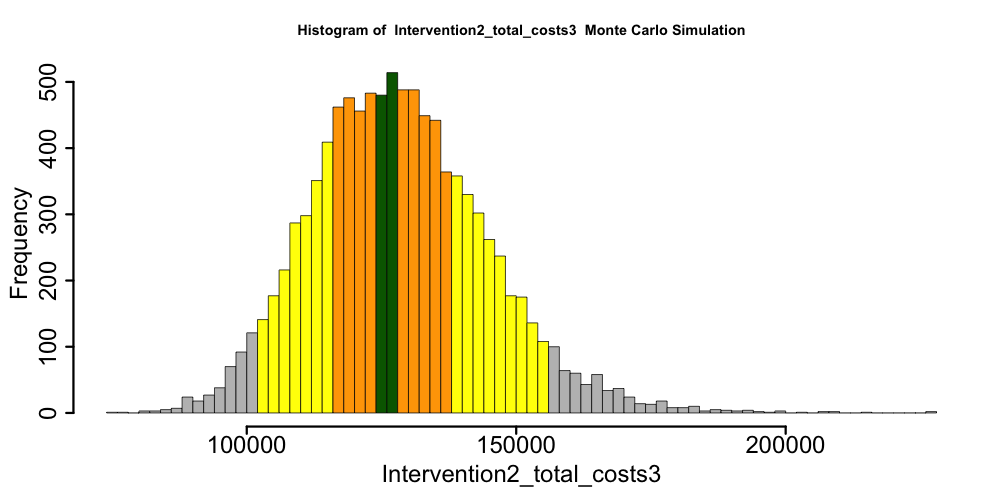 Histogram of  Intervention2_total_costs3  Monte Carlo Simulation
500
400
300
200
100
0
Frequency
100000 150000 200000
Intervention2_total_costs3